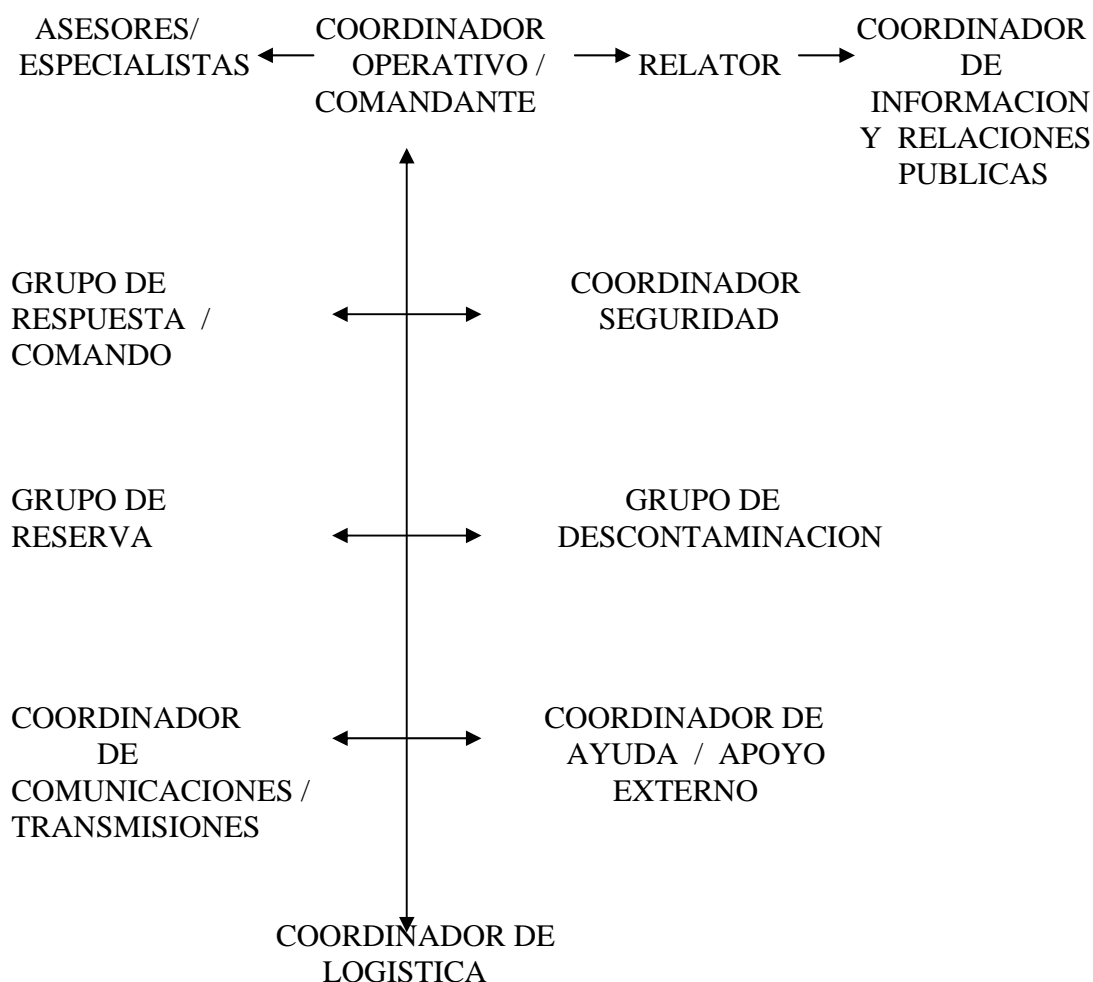 ASESORES/
ESPECIALISTAS
COORDINADOR
OPERATIVO /
COMANDANTE
RELATOR
COORDINADOR
DE
INFORMACION
Y RELACIONES
PUBLICAS
GRUPO DE
RESPUESTA /
COMANDO
COORDINADOR
SEGURIDAD
GRUPO DE
RESERVA
GRUPO DE
DESCONTAMINACION
COORDINADOR
DE
COMUNICACIONES /
TRANSMISIONES
COORDINADOR DE
AYUDA / APOYO
EXTERNO
COORDINADOR DE
LOGISTICA